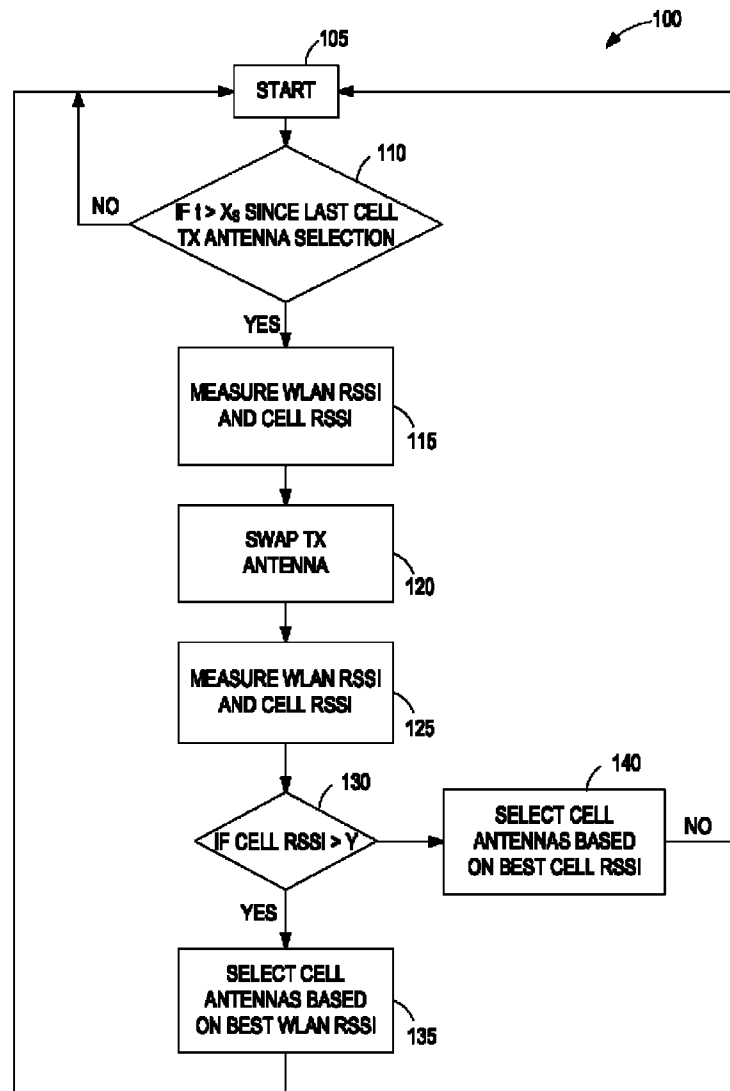 100
105
START
110
IF t > Xs SINCE LAST CELL
TX ANTENNA SELECTION
NO
YES
MEASURE WLAN RSSI
AND CELL RSSI
115
SWAP TX
ANTENNA
120
MEASURE WLAN RSSI
AND CELL RSSI
125
130
IF CELL RSSI > Y
140
SELECT CELL
ANTENNAS BASED
ON BEST CELL RSSI
NO
YES
SELECT CELL
ANTENNAS BASED
ON BEST WLAN RSSI
135